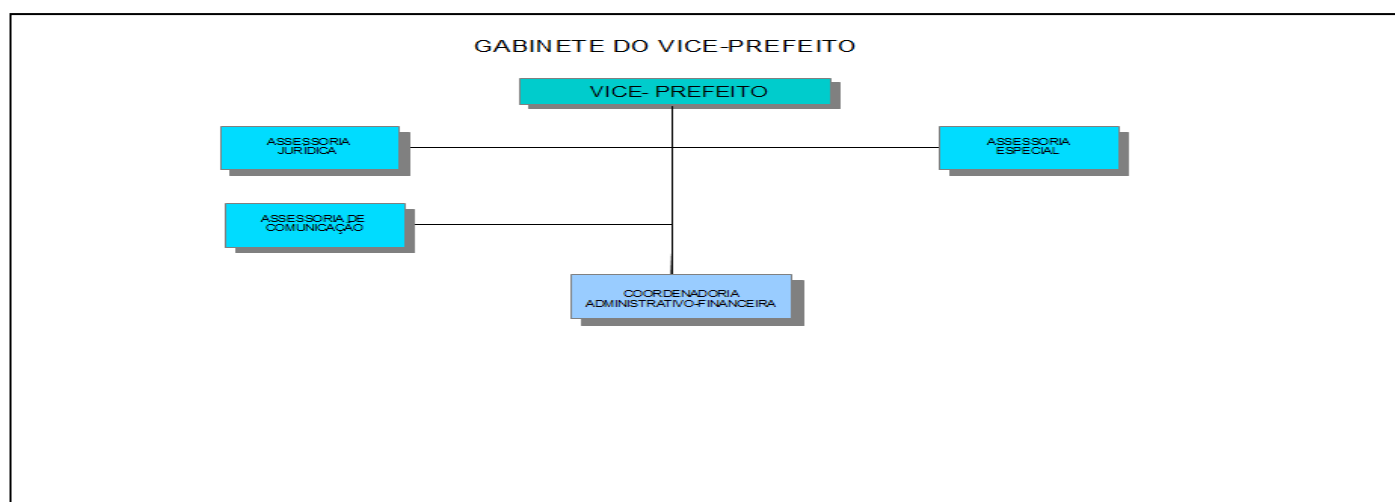 GABINETE DO VICE-PREFEITO
VICE- PREFEITO
ASSESSORIA
JURÍDICA
ASSESSORIA
ESPECIAL
ASSESSORIA DE
COMUNICAÇÃO
COORDENADORIA
ADMINISTRATIVO-FINANCEIRA